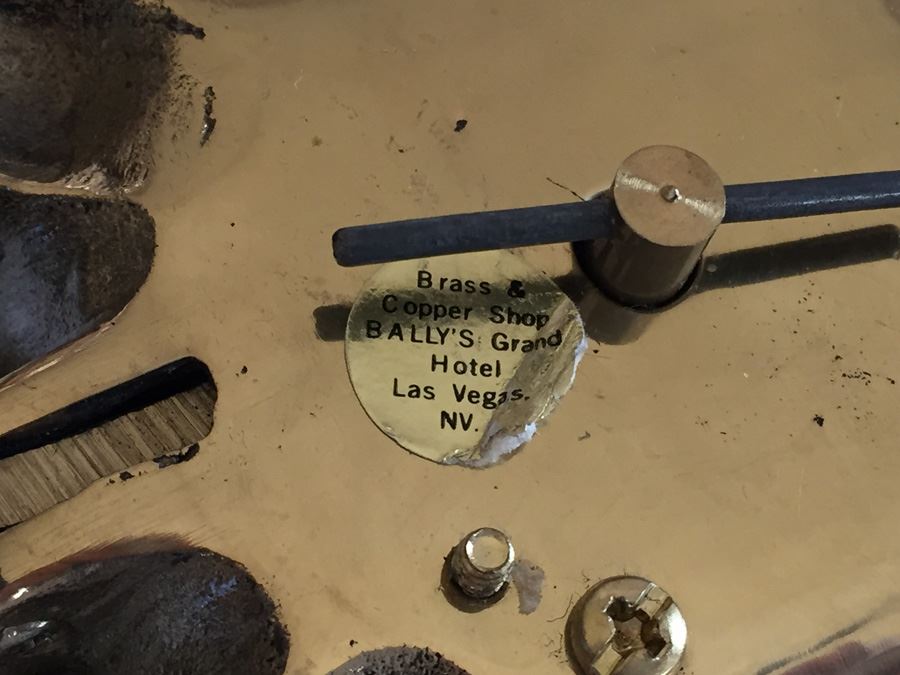 Brass &
Copper Shop
BALLY'S Grand
Hotel
Las Vegas.
NV.